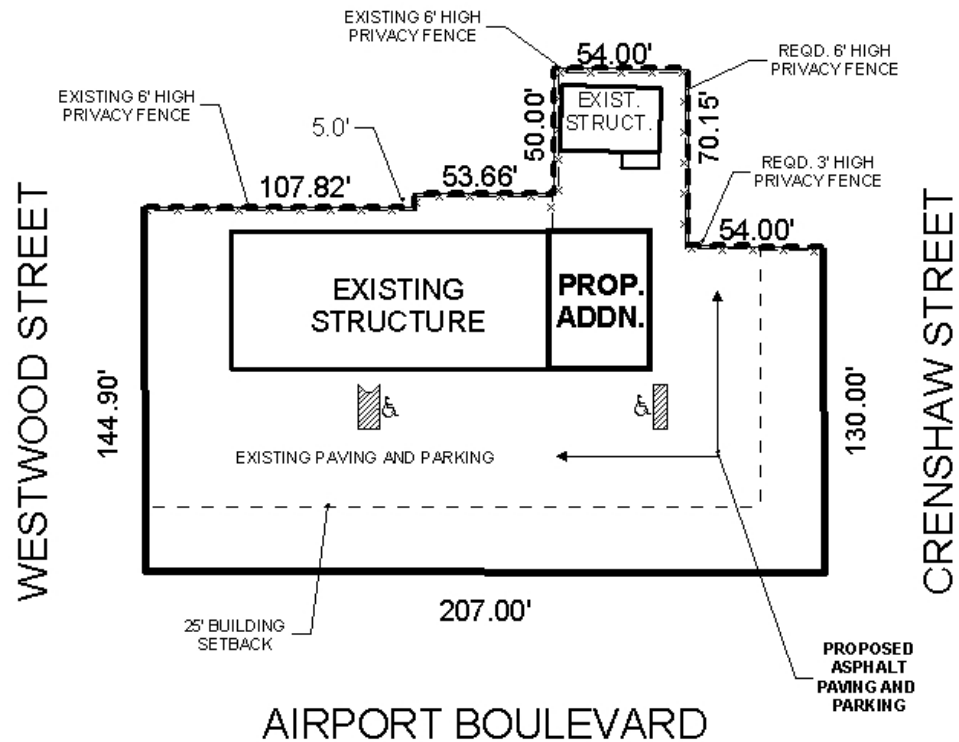 EXISTING 6' HIGH
PRIVACY FENCE
54.00'
REQD. 6' HIGH
PRIVACY FENCE
EXISTING 6' HIGH
PRIVACY FENCE
EXIST.
STRUCT.
50.00'
70.15'
5.0'
107.82'
53.66'
REQD. 3' HIGH
PRIVACY FENCE
54.00'
WESTWOOD STREET
CRENSHAW STREET
EXISTING
STRUCTURE
PROP.
ADDN.
144.90'
130.00'
EXISTING PAVING AND PARKING
207.00'
25' BUILDING
SETBACK
PROPOSED
ASPHALT
PAVING AND
PARKING
AIRPORT BOULEVARD